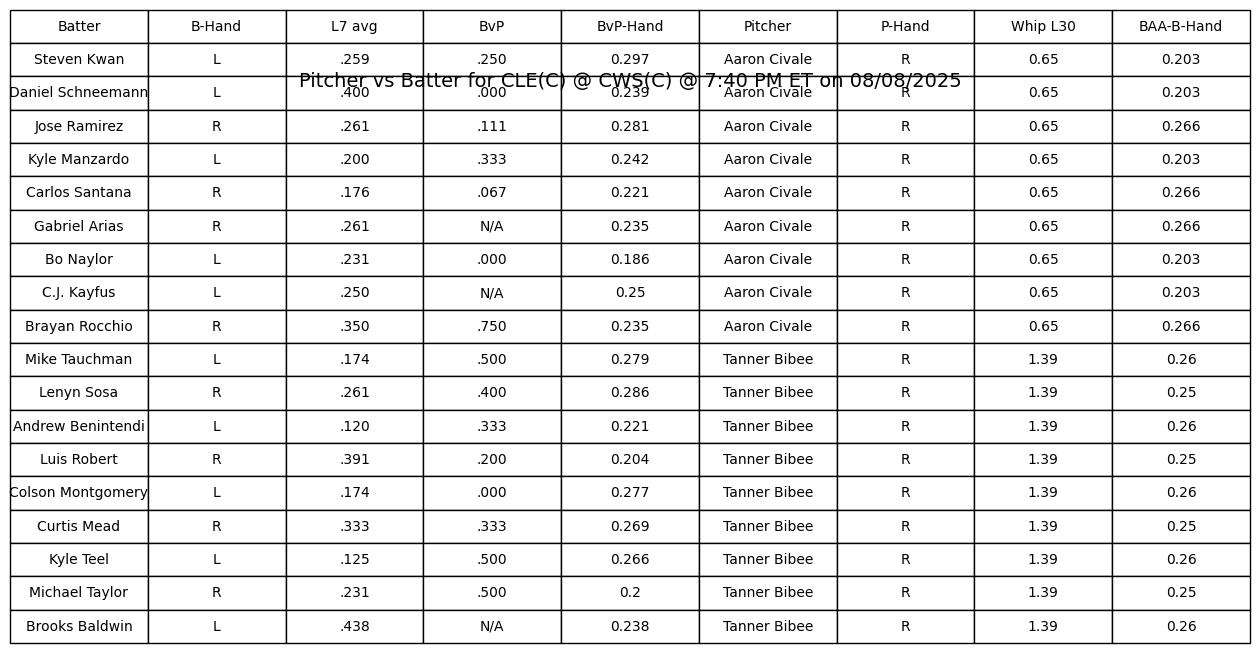 Batter B-Hand L7 avg BvP BvP-Hand Pitcher P-Hand Whip L30 BAA-B-Hand
Steven Kwan L .259 .250 0.297 Aaron Civale R 0.65 0.203
Pitcher vs Batter for CLE(C) @ CWS(C) @ 7:40 PM ET on 08/08/2025
Daniel Schneemann L .400 .000 0.239 Aaron Civale R 0.65 0.203
Jose Ramirez R .261 .111 0.281 Aaron Civale R 0.65 0.266
Kyle Manzardo L .200 .333 0.242 Aaron Civale R 0.65 0.203
Carlos Santana R .176 .067 0.221 Aaron Civale R 0.65 0.266
Gabriel Arias R .261 N/A 0.235 Aaron Civale R 0.65 0.266
Bo Naylor L .231 .000 0.186 Aaron Civale R 0.65 0.203
C.J. Kayfus L .250 N/A 0.25 Aaron Civale R 0.65 0.203
Brayan Rocchio R .350 .750 0.235 Aaron Civale R 0.65 0.266
Mike Tauchman L .174 .500 0.279 Tanner Bibee R 1.39 0.26
Lenyn Sosa R .261 .400 0.286 Tanner Bibee R 1.39 0.25
Andrew Benintendi L .120 .333 0.221 Tanner Bibee R 1.39 0.26
Luis Robert R .391 .200 0.204 Tanner Bibee R 1.39 0.25
Colson Montgomery L .174 .000 0.277 Tanner Bibee R 1.39 0.26
Curtis Mead R .333 .333 0.269 Tanner Bibee R 1.39 0.25
Kyle Teel L .125 .500 0.266 Tanner Bibee R 1.39 0.26
Michael Taylor R .231 .500 0.2 Tanner Bibee R 1.39 0.25
Brooks Baldwin L .438 N/A 0.238 Tanner Bibee R 1.39 0.26